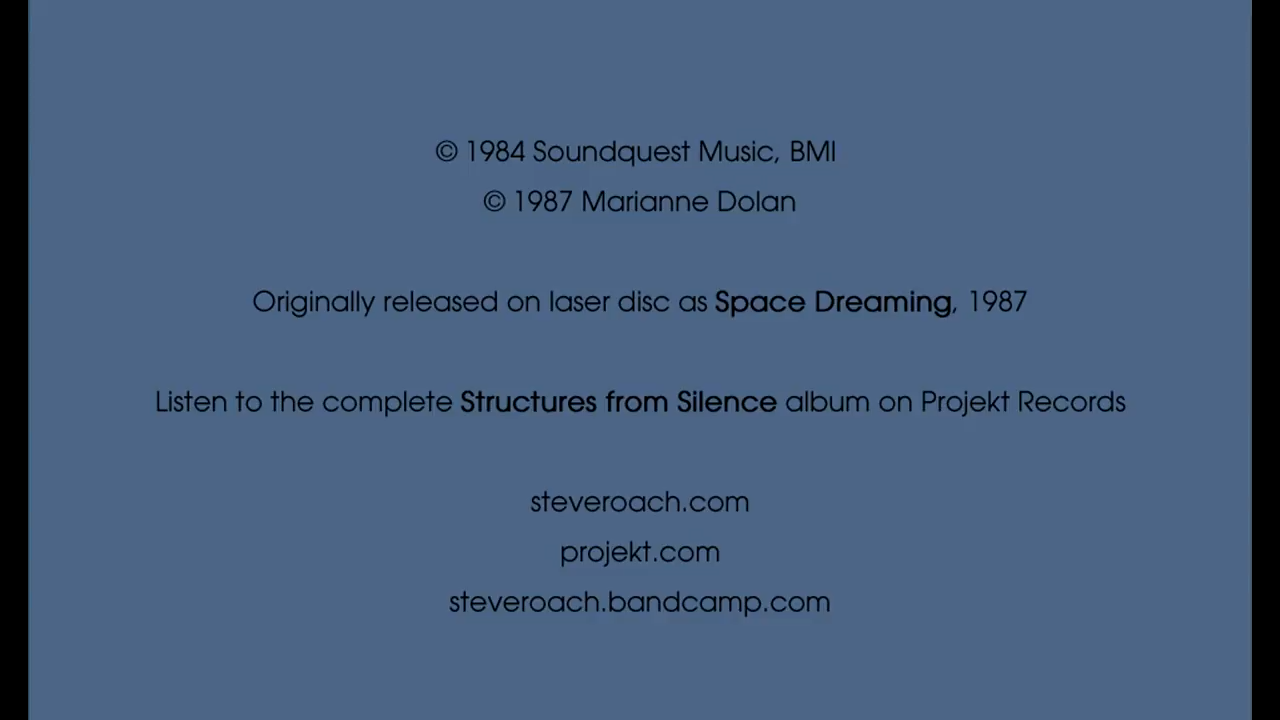 © 1984 Soundquest Music, BMI
© 1987 Marianne Dolan
Originally released on laser disc as Space Dreaming, 1987
Listen to the complete Structures from Silence album on Projekt Records
steveroach.com
projekt.com
steveroach.bandcamp.com